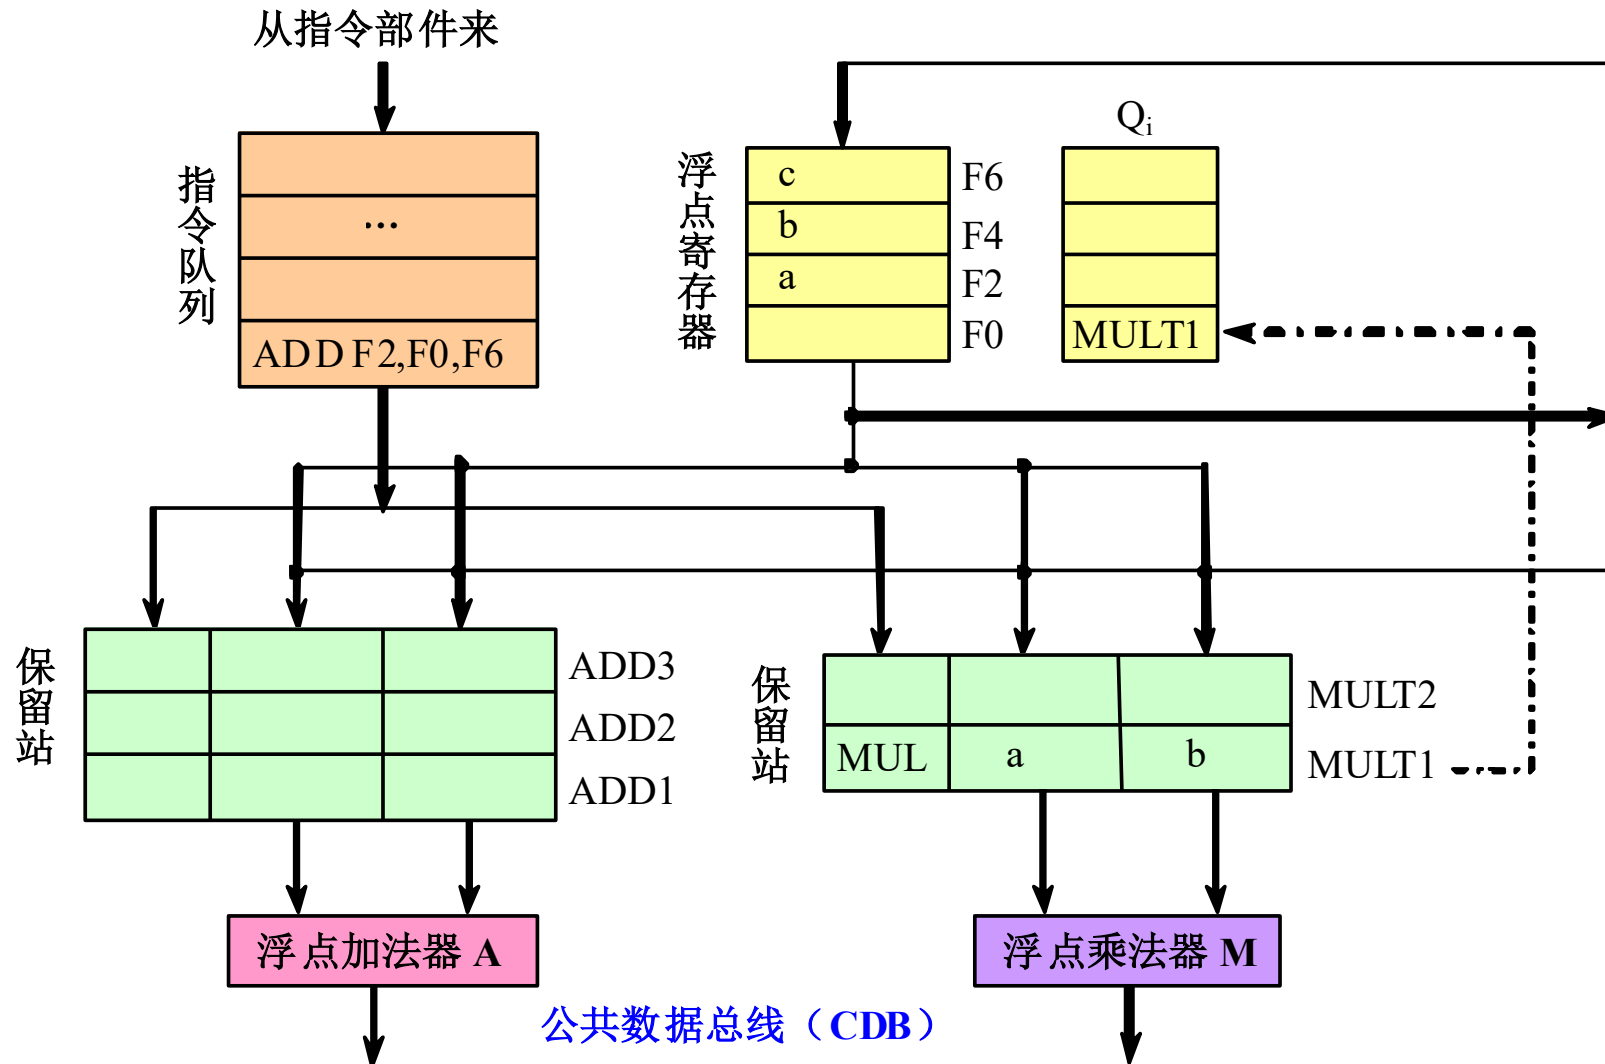 从指令部件来
指令队列
...
ADD F2,F0,F6
浮点寄存器
c
F6
b
F4
a
F2
F0
Qi
MULT1
保留站
ADD3
ADD2
ADD1
保留站
MULT2
MUL
a
b
MULT1
浮点加法器 A
浮点乘法器 M
公共数据总线（CDB）